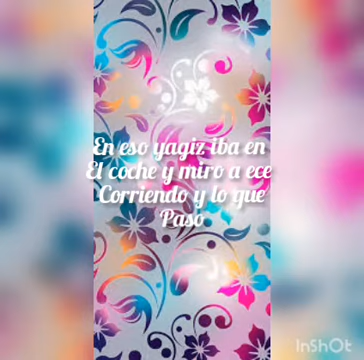 En eso yagiz iba en
El coche y miro a ece
Corriendo y lo que
Paso
InShOt